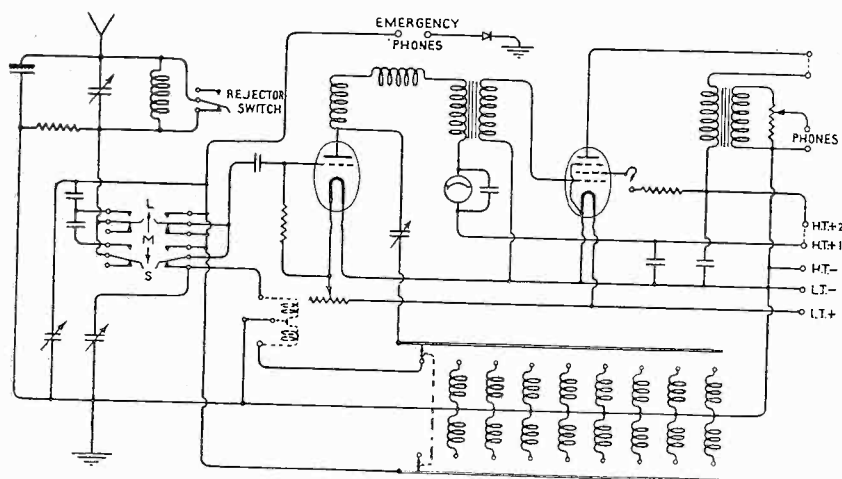 EMERGENCY
PHONES
REJECTOR
SWITCH
PHONES
L
M
S
H.T.+2
H.T.+1
H.T.-
L.T.-
L.T.+